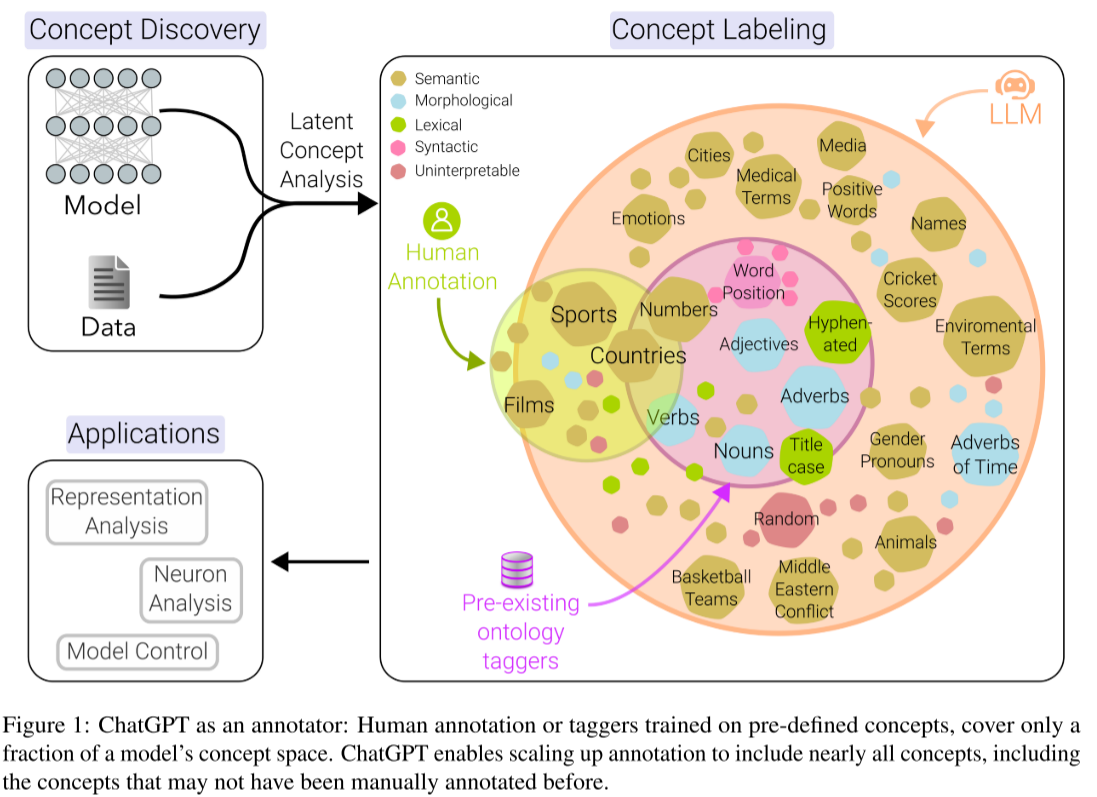 Concept Discovery
Model
Data
Latent
Concept
Analysis
Applications
Representation
Analysis
Neuron
Analysis
Model Control
Concept Labeling
Semantic
Morphological
Lexical
Syntactic
Uninterpretable
LLM
Human
Annotation
Pre-existing
ontology
taggers
Cities
Media
Medical
Terms
Positive
Words
Emotions
Names
Word
Position
Cricket
Scores
Sports
Numbers
Hyphen-
ated
Enviromental
Terms
Countries
Adjectives
Films
Verbs
Adverbs
Nouns
Title
case
Gender
Pronouns
Adverbs
of Time
Random
Animals
Basketball
Teams
Middle
Eastern
Conflict
Figure 1: ChatGPT as an annotator: Human annotation or taggers trained on pre-defined concepts, cover only a
fraction of a model's concept space. ChatGPT enables scaling up annotation to include nearly all concepts, including
the concepts that may not have been manually annotated before.